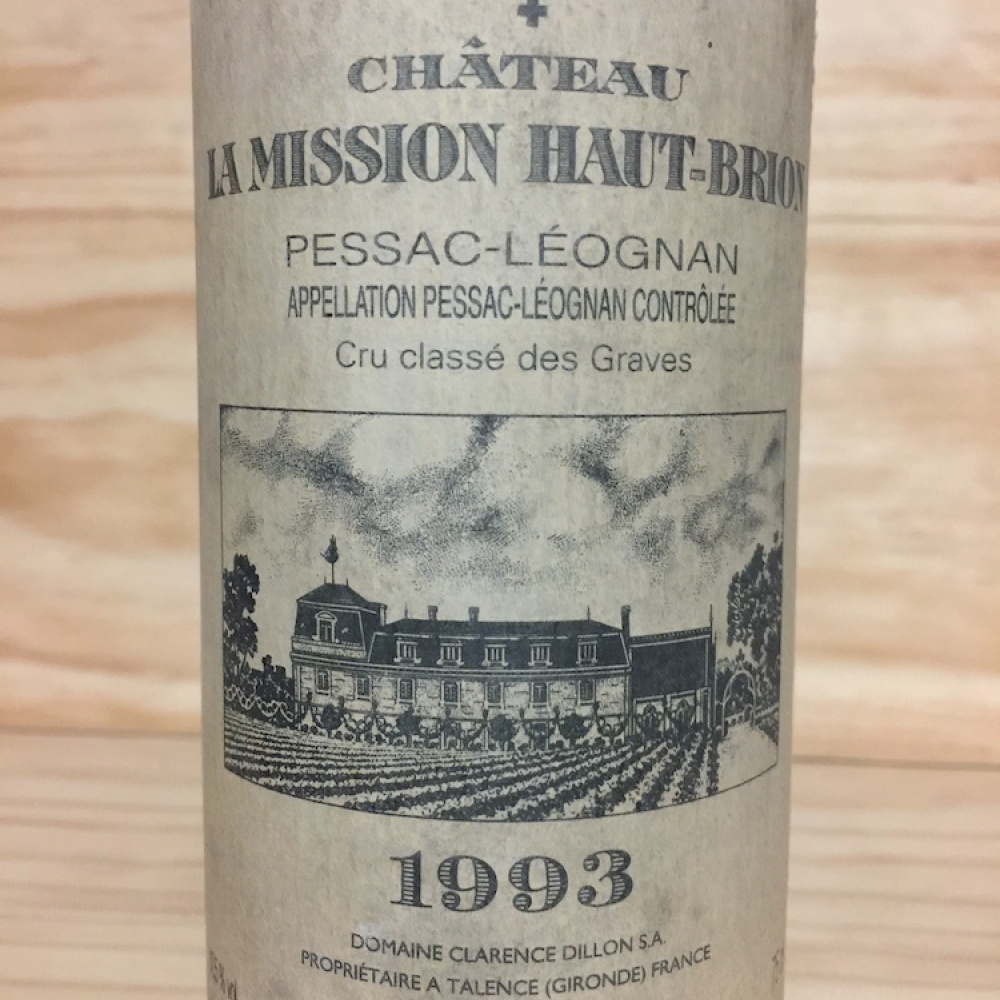 CHÂTEAU
LA MISSION HAUT-BRION
PESSAC-LÉOGNAN
APPELLATION PESSAC-LÉOGNAN CONTRÔLÉE
Cru classé des Graves
1993
DOMAINE CLARENCE DILLON S.A.
PROPRIÉTAIRE A TALENCE (GIRONDE) FRANCE